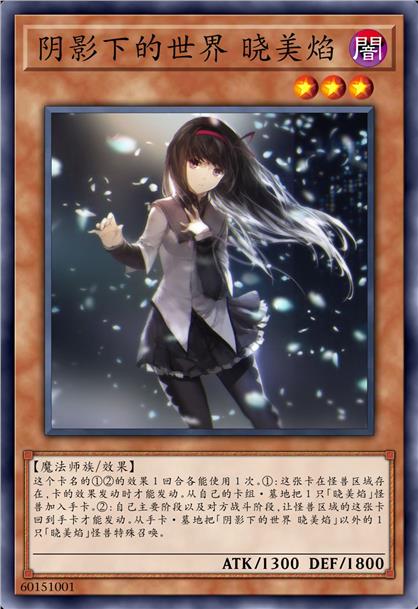 阴影下的世界 晓美焰
闇
【魔法师族/效果】
这个卡名的①②的效果1回合各能使用1次。①:这张卡在怪兽区域存
在、卡的效果发动时才能发动。从自己的卡组·墓地把1只「晓美焰」怪
兽加入手卡。②:自己主要阶段以及对方战斗阶段,让怪兽区域的这张卡
回到手卡才能发动。从手卡·墓地把「阴影下的世界 晓美焰」以外的1
只「晓美焰」怪兽特殊召唤。
ATK/1300 DEF/1800
60151001